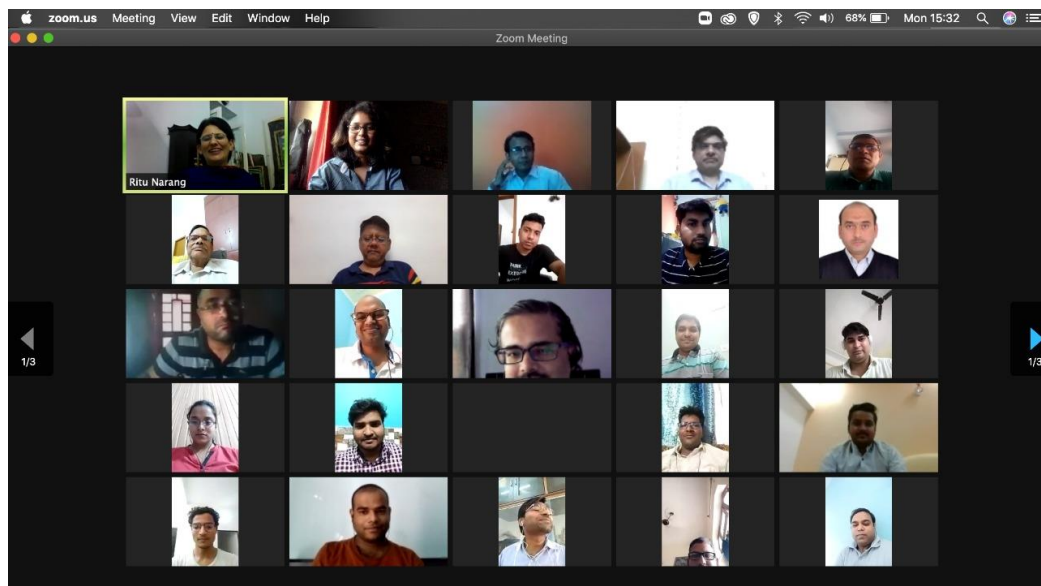 zoom.us Meeting View Edit Window Help 68% Mon 15:32
Zoom Meeting
Ritu Narang
1/3
1/3